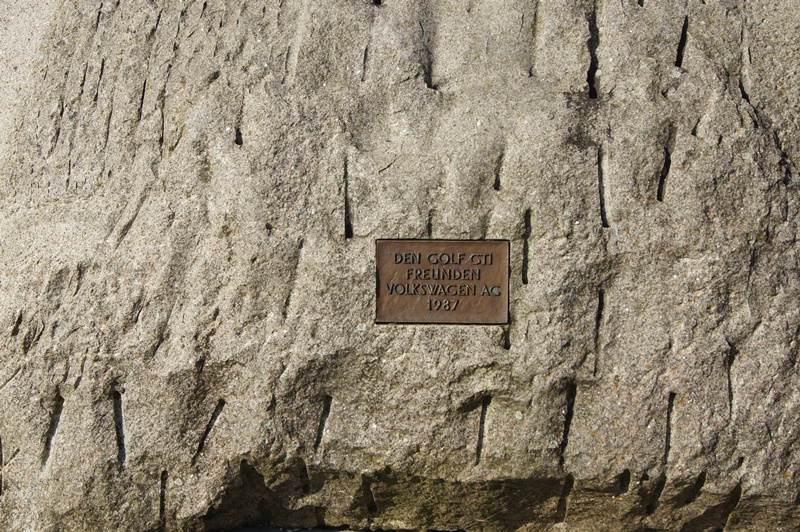 DEN GOLF GTI
FREUNDEN
VOLKSWAGEN AG
1987